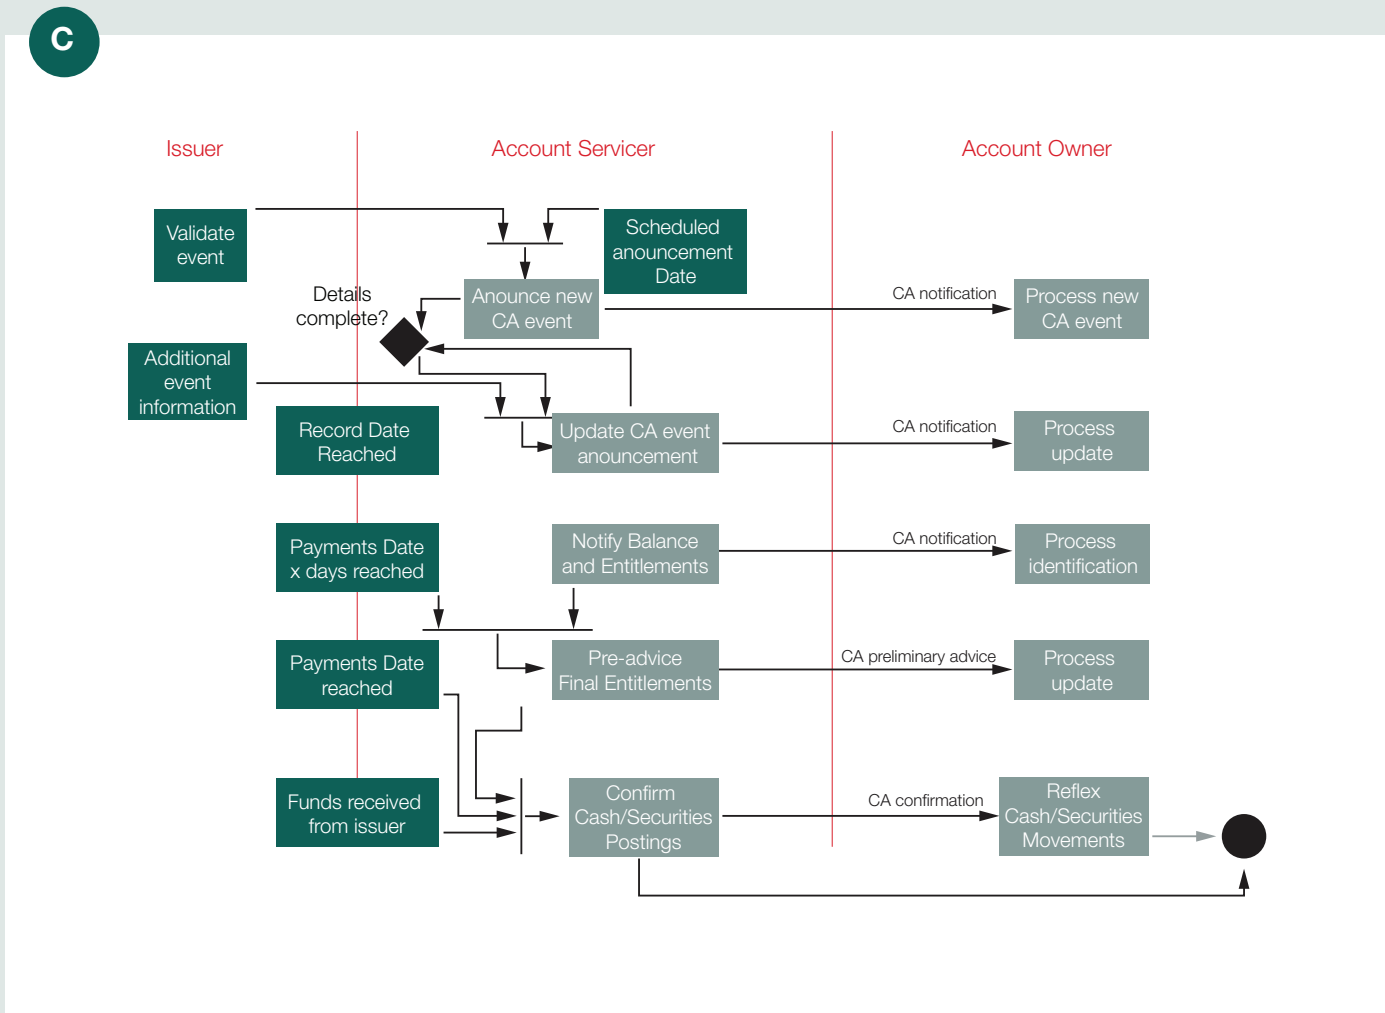 C
Issuer
Account Servicer
Account Owner
Validate
event
Scheduled
anouncement
Date
Details
complete?
Anounce new
CA event
CA notification
Process new
CA event
Additional
event
information
Record Date
Reached
Update CA event
anouncement
CA notification
Process
update
Payments Date
x days reached
Notify Balance
and Entitlements
CA notification
Process
identification
Payments Date
reached
Pre-advice
Final Entitlements
CA preliminary advice
Process
update
Funds received
from issuer
Confirm
Cash/Securities
Postings
CA confirmation
Reflex
Cash/Securities
Movements